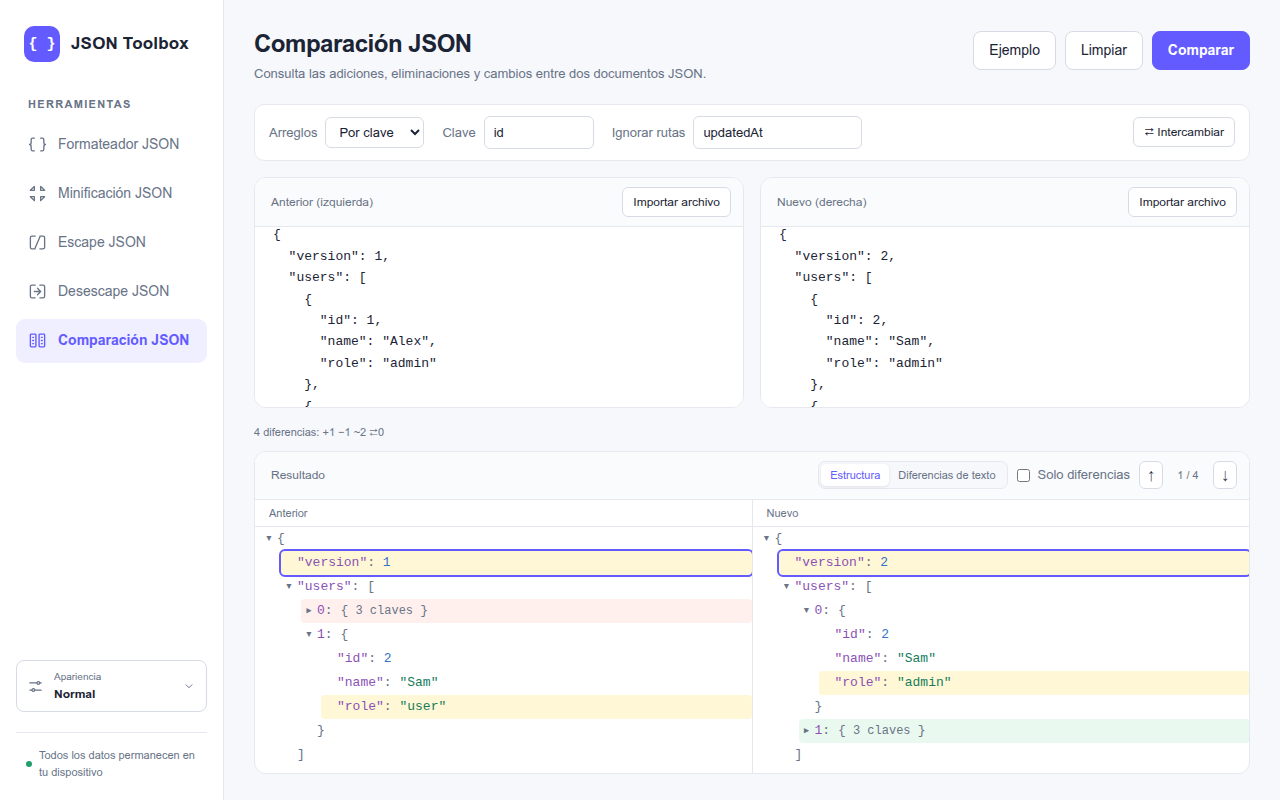 { } JSON Toolbox
HERRAMIENTAS
Formateador JSON
Minificación JSON
Escape JSON
Desescape JSON
Comparación JSON
Apariencia
Normal
Todos los datos permanecen en
tu dispositivo
Comparación JSON
Consulta las adiciones, eliminaciones y cambios entre dos documentos JSON.
Ejemplo
Limpiar
Comparar
Arreglos Por clave Clave id Ignorar rutas updatedAt ⇄ Intercambiar
Anterior (izquierda) Importar archivo
{
"version": 1,
"users": [
{
"id": 1,
"name": "Alex",
"role": "admin"
},
{
Nuevo (derecha) Importar archivo
{
"version": 2,
"users": [
{
"id": 2,
"name": "Sam",
"role": "admin"
},
{
4 diferencias: +1 −1 ~2 ⇄0
Resultado Estructura Diferencias de texto Solo diferencias ↑ 1 / 4 ↓
Anterior
▾ {
"version": 1
▾ "users": [
▸ 0: { 3 claves }
▾ 1: {
"id": 2
"name": "Sam"
"role": "user"
}
]
Nuevo
▾ {
"version": 2
▾ "users": [
▾ 0: {
"id": 2
"name": "Sam"
"role": "admin"
}
▸ 1: { 3 claves }
]